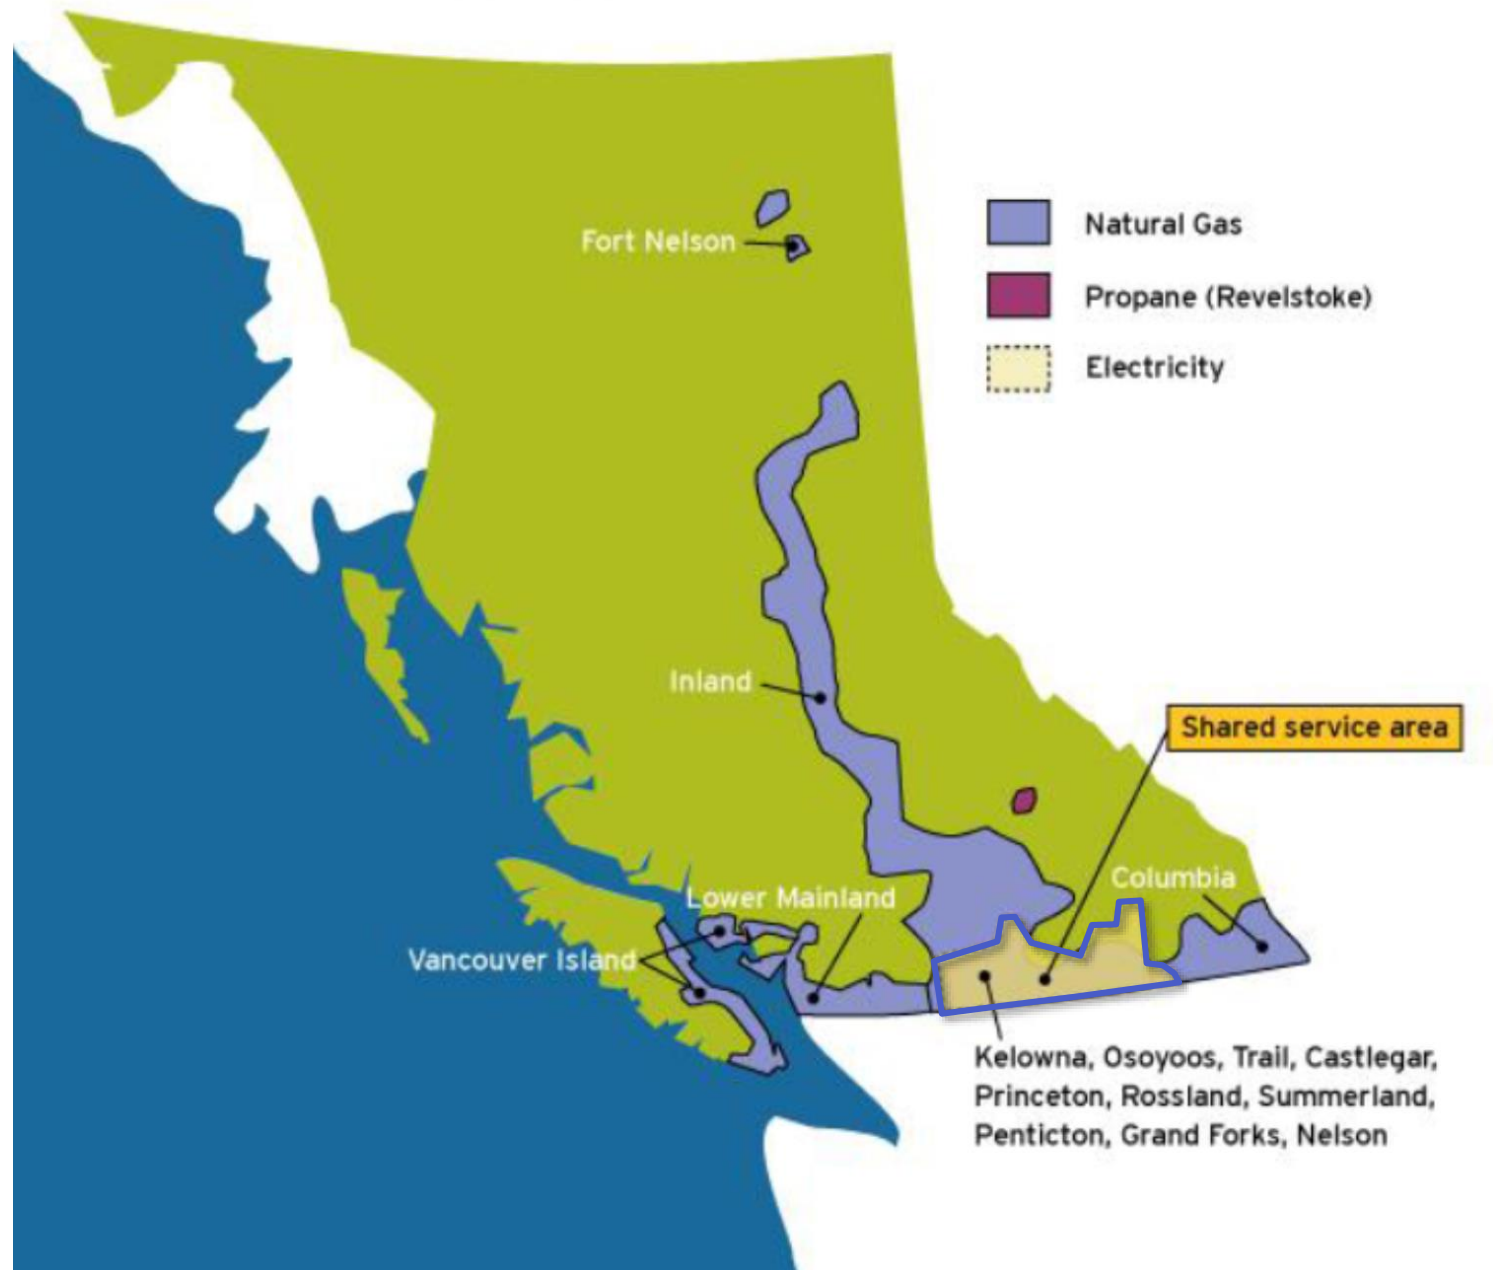 Fort Nelson
Natural Gas
Propane (Revelstoke)
Electricity
Inland
Shared service area
Columbia
Lower Mainland
Vancouver Island
Kelowna, Osoyoos, Trail, Castlegar,
Princeton, Rossland, Summerland,
Penticton, Grand Forks, Nelson